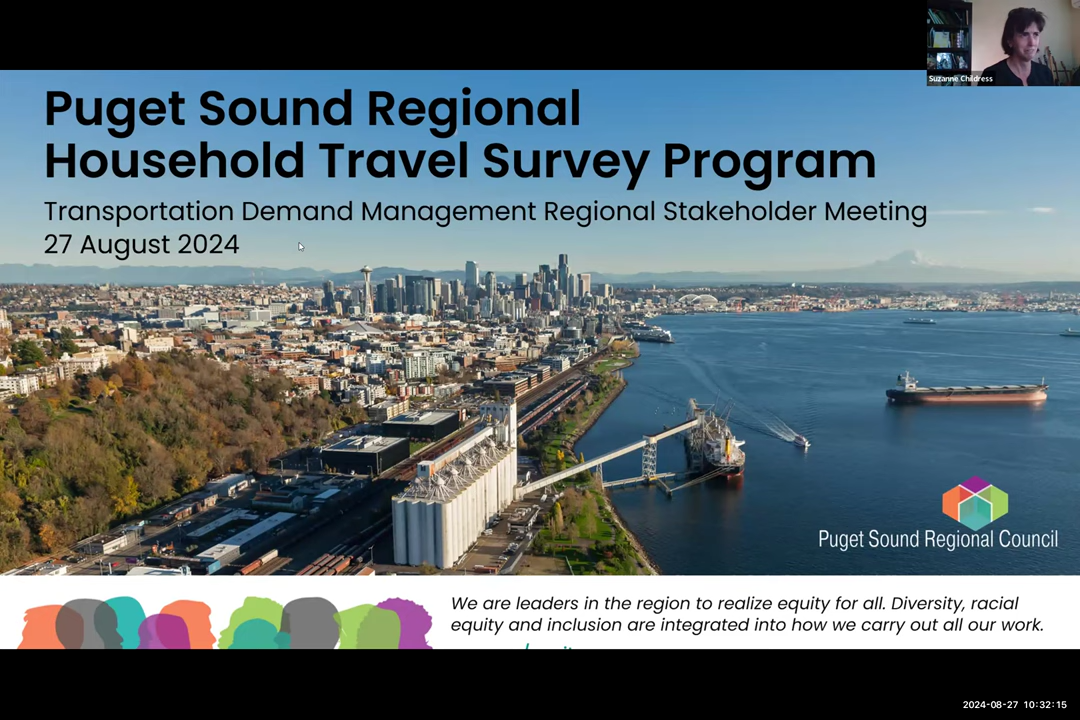 Suzanne Childress
Puget Sound Regional
Household Travel Survey Program
Transportation Demand Management Regional Stakeholder Meeting
27 August 2024
Puget Sound Regional Council
We are leaders in the region to realize equity for all. Diversity, racial
equity and inclusion are integrated into how we carry out all our work.
2024-08-27 10:32:15